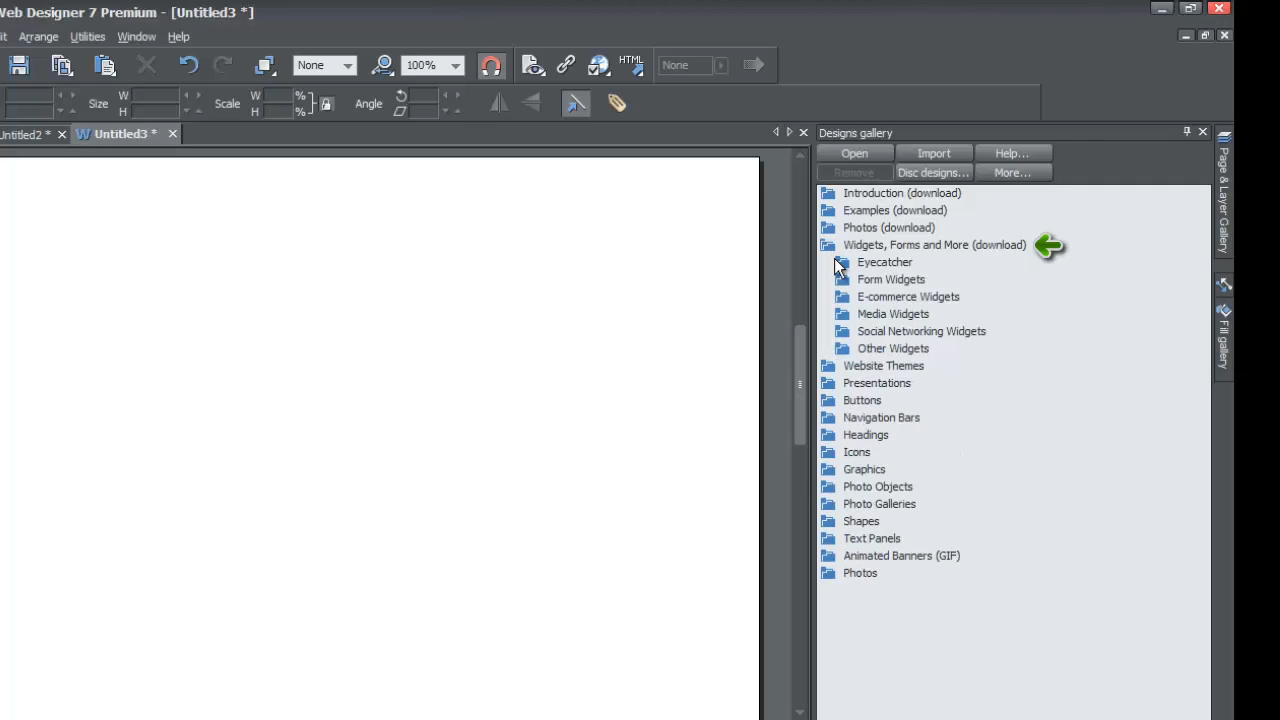 Web Designer 7 Premium - [Untitled3 *]
it Arrange Utilities Window Help
None 100% HTML None
Size W H Scale W H % % Angle
Untitled2 * Untitled3 *
Designs gallery
Open Import Help...
Remove Disc designs... More...
Introduction (download)
Examples (download)
Photos (download)
Widgets, Forms and More (download)
Eyecatcher
Form Widgets
E-commerce Widgets
Media Widgets
Social Networking Widgets
Other Widgets
Website Themes
Presentations
Buttons
Navigation Bars
Headings
Icons
Graphics
Photo Objects
Photo Galleries
Shapes
Text Panels
Animated Banners (GIF)
Photos
Page & Layer Gallery
Fill gallery